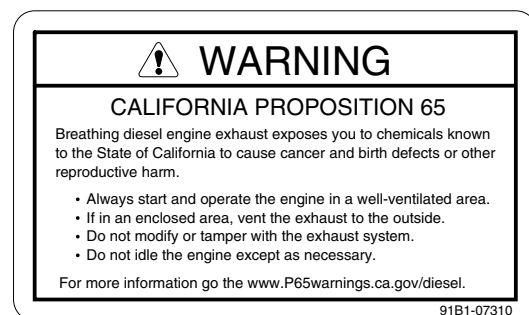 WARNING
CALIFORNIA PROPOSITION 65
Breathing diesel engine exhaust exposes you to chemicals known
to the State of California to cause cancer and birth defects or other
reproductive harm.
• Always start and operate the engine in a well-ventilated area.
• If in an enclosed area, vent the exhaust to the outside.
• Do not modify or tamper with the exhaust system.
• Do not idle the engine except as necessary.
For more information go the www.P65warnings.ca.gov/diesel.
91B1-07310